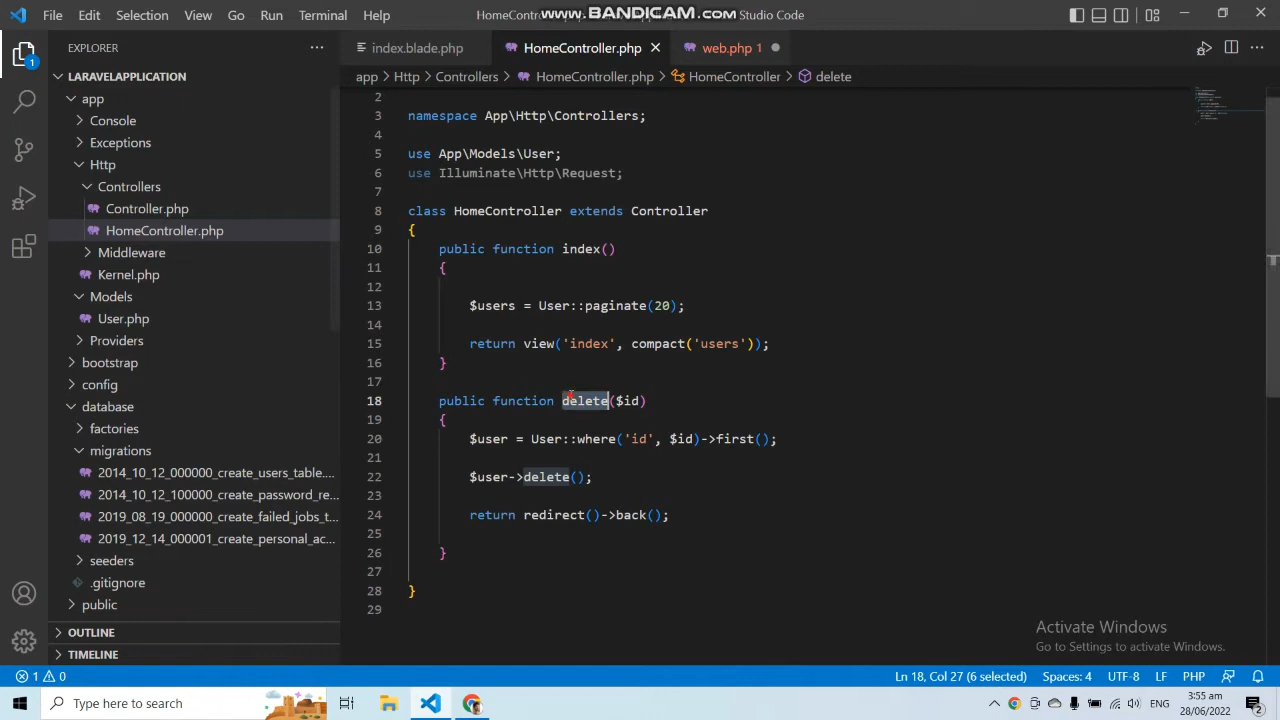 File Edit Selection View Go Run Terminal Help
HomeContro
www.BANDICAM.com
Studio Code
EXPLORER
LARAVELAPPLICATION
app
Console
Exceptions
Http
Controllers
Controller.php
HomeController.php
Middleware
Kernel.php
Models
User.php
Providers
bootstrap
config
database
factories
migrations
2014_10_12_000000_create_users_table....
2014_10_12_100000_create_password_re...
2019_08_19_000000_create_failed_jobs_t...
2019_12_14_000001_create_personal_ac...
seeders
.gitignore
public
OUTLINE
TIMELINE
1
index.blade.php HomeController.php web.php 1
app > Http > Controllers > HomeController.php > HomeController > delete
2
3 namespace App\Http\Controllers;
4
5 use App\Models\User;
6 use Illuminate\Http\Request;
7
8 class HomeController extends Controller
9 {
10 public function index()
11 {
12
13 $users = User::paginate(20);
14
15 return view('index', compact('users'));
16 }
17
18 public function delete($id)
19 {
20 $user = User::where('id', $id)->first();
21
22 $user->delete();
23
24 return redirect()->back();
25
26 }
27
28 }
29
Activate Windows
Go to Settings to activate Windows.
1 0 Ln 18, Col 27 (6 selected) Spaces: 4 UTF-8 LF PHP
Type here to search
ENG
3:55 am
28/06/2022
2